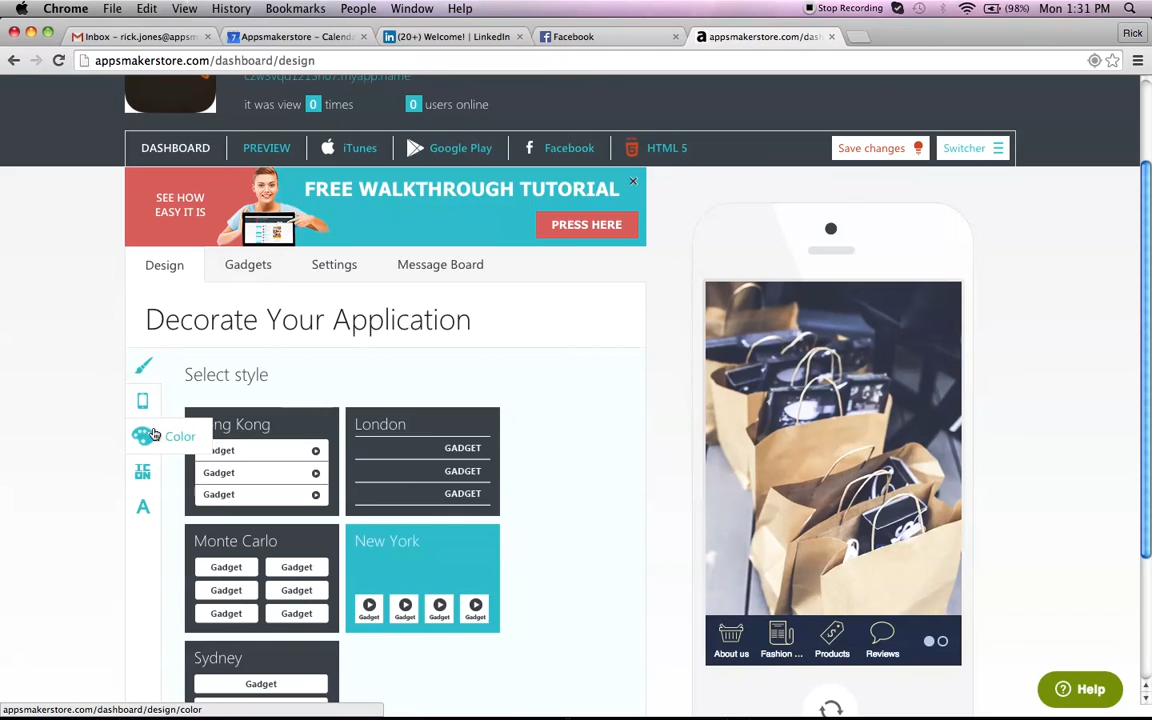 Chrome File Edit View History Bookmarks People Window Help Stop Recording (98%) Mon 1:31 PM
Inbox - rick.jones@appsm Appsmakerstore - Calenda (20+) Welcome! | LinkedIn Facebook appsmakerstore.com/dash Rick
appsmakerstore.com/dashboard/design
it was view 0 times 0 users online
DASHBOARD PREVIEW iTunes Google Play Facebook HTML 5 Save changes Switcher
SEE HOW
EASY IT IS
FREE WALKTHROUGH TUTORIAL
PRESS HERE
Design Gadgets Settings Message Board
Decorate Your Application
Select style
Color
ng Kong
adget
Gadget
Gadget
London
GADGET
GADGET
GADGET
Monte Carlo
Gadget Gadget
Gadget Gadget
Gadget Gadget
New York
Gadget Gadget Gadget Gadget
Sydney
Gadget
IC
ON
A
About us Fashion ... Products Reviews
Help
appsmakerstore.com/dashboard/design/color